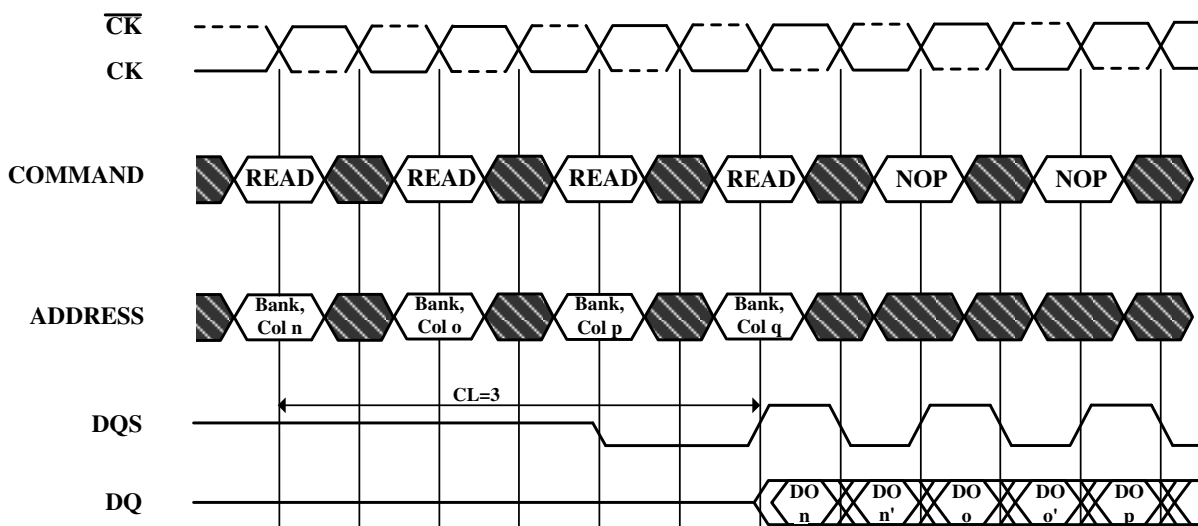 CK
CK
COMMAND READ READ READ READ NOP NOP
ADDRESS
Bank, Bank, Bank, Bank,
Col n Col o Col p Col q
CL=3
DQS
DQ
DO DO DO DO DO
n n' o o' p